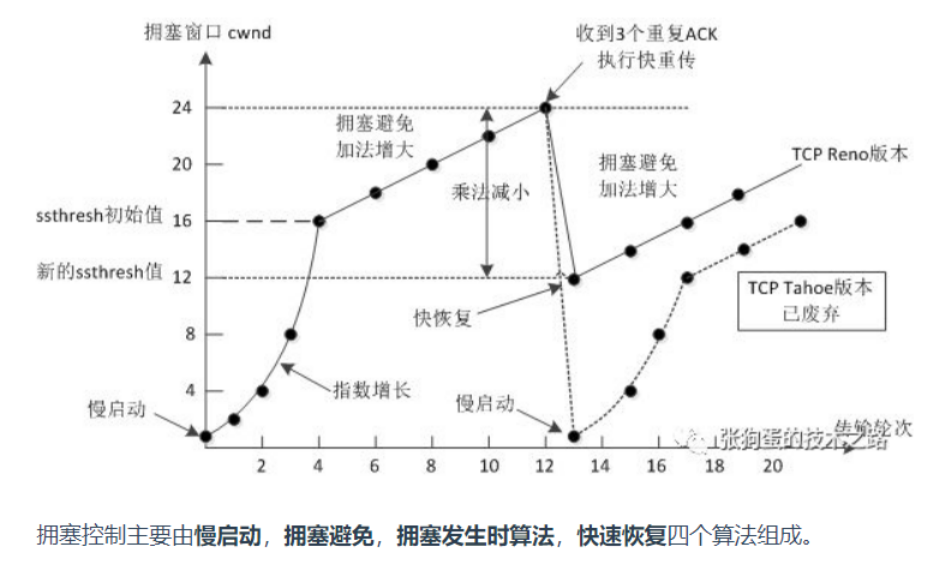 拥塞窗口 cwnd
收到3个重复ACK
执行快重传
24
拥塞避免
加法增大
20
拥塞避免
加法增大
TCP Reno版本
乘法减小
ssthresh初始值 16
新的ssthresh值
12
TCP Tahoe版本
已废弃
快恢复
8
4
指数增长
慢启动
慢启动
张狗蛋的技术之路
传输轮次
2 4 6 8 10 12 14 16 18 20
拥塞控制主要由慢启动，拥塞避免，拥塞发生时算法，快速恢复四个算法组成。